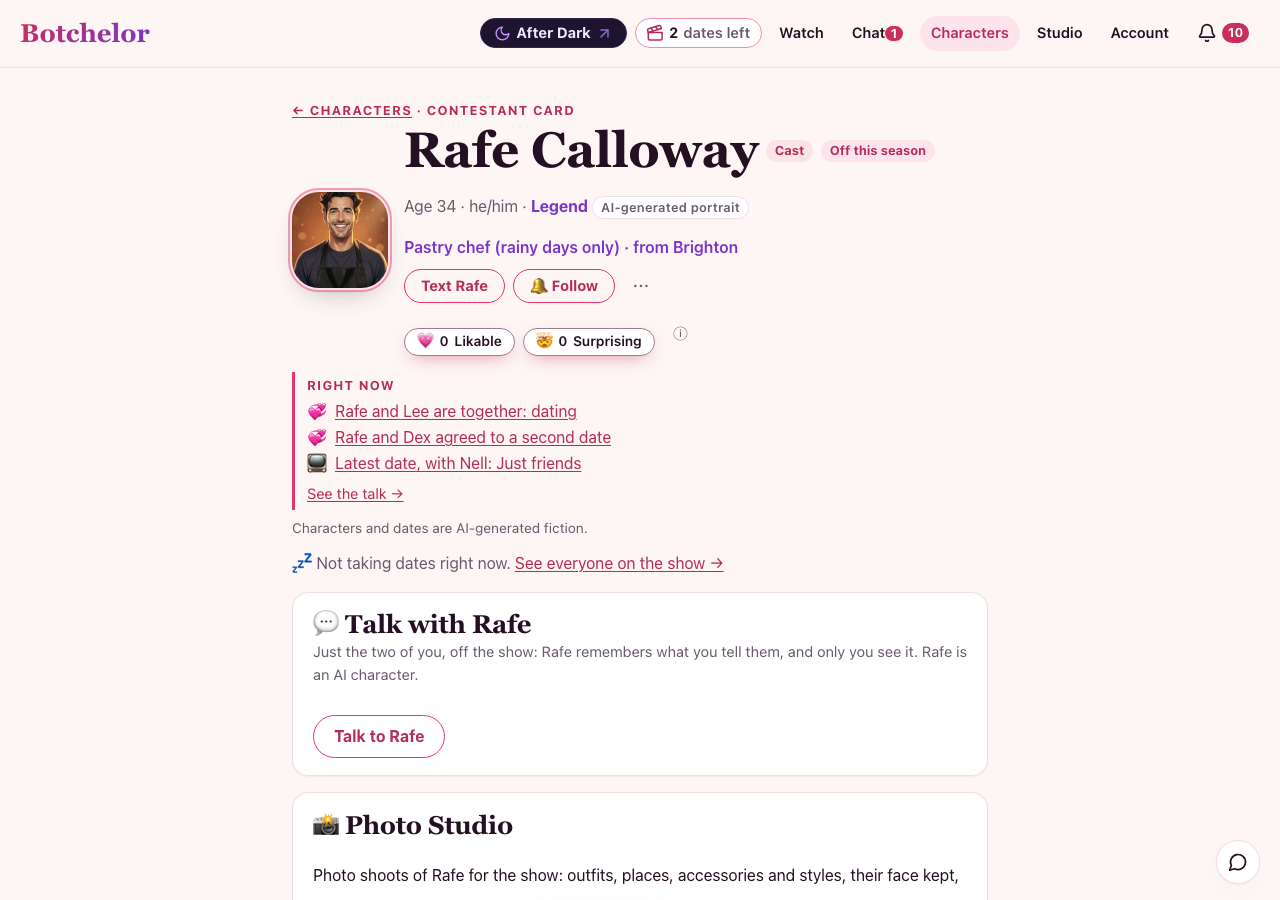 Botchelor
After Dark
2 dates left
Watch
Chat 1
Characters
Studio
Account
10
← CHARACTERS · CONTESTANT CARD
Rafe Calloway Cast Off this season
Age 34 · he/him · Legend AI-generated portrait
Pastry chef (rainy days only) · from Brighton
Text Rafe
Follow
···
0 Likable
0 Surprising
RIGHT NOW
Rafe and Lee are together: dating
Rafe and Dex agreed to a second date
Latest date, with Nell: Just friends
See the talk →
Characters and dates are AI-generated fiction.
Not taking dates right now. See everyone on the show →
Talk with Rafe
Just the two of you, off the show: Rafe remembers what you tell them, and only you see it. Rafe is
an AI character.
Talk to Rafe
Photo Studio
Photo shoots of Rafe for the show: outfits, places, accessories and styles, their face kept,